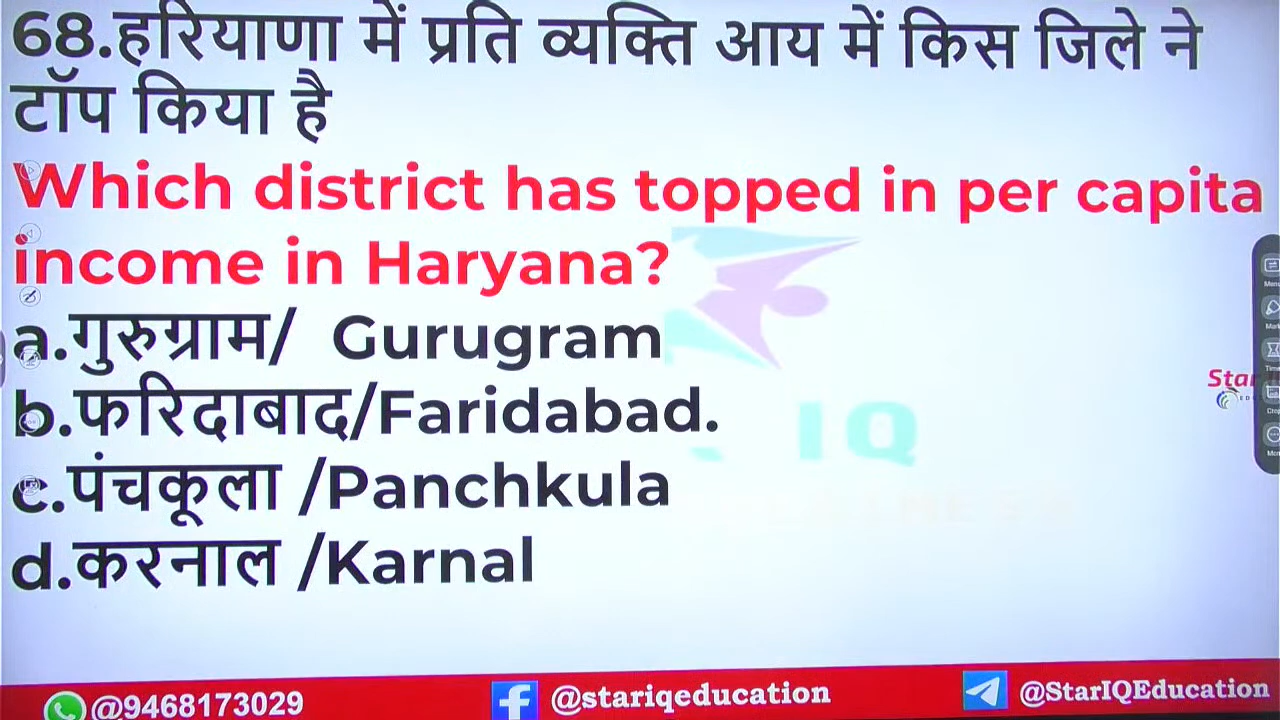 68.हरियाणा में प्रति व्यक्ति आय में किस जिले ने
टॉप किया है
Which district has topped in per capita
income in Haryana?
a.गुरुग्राम/ Gurugram
b.फरिदाबाद/Faridabad.
IQ
Star
c.पंचकूला /Panchkula
d.करनाल /Karnal
@9468173029
@stariqeducation
@StarIQEducation